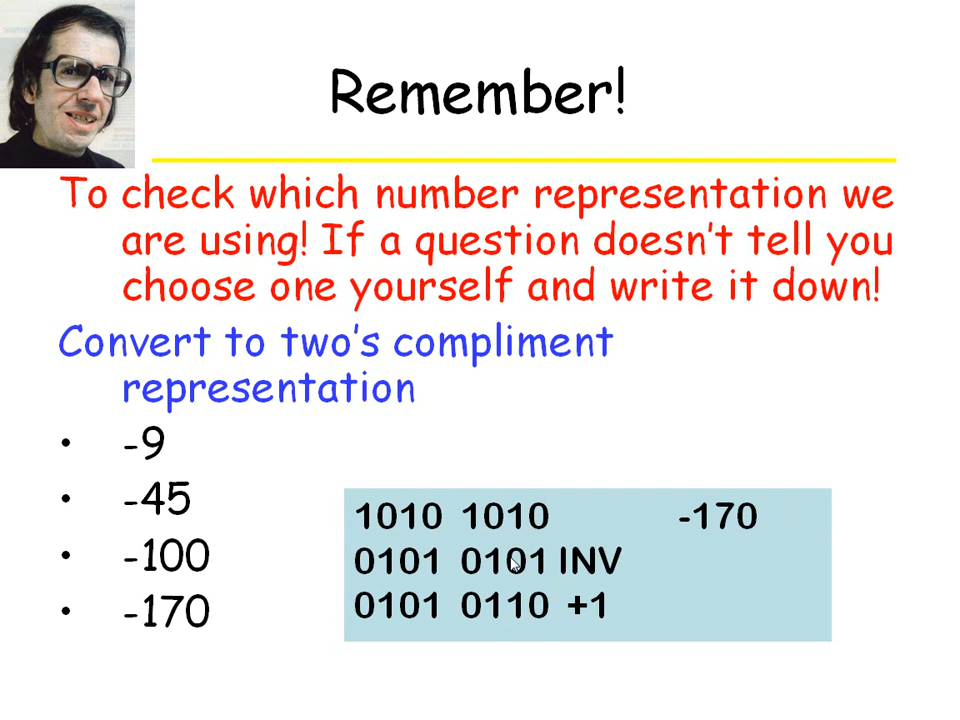 Remember!
To check which number representation we
are using! If a question doesn't tell you
choose one yourself and write it down!
Convert to two's compliment
representation
• -9
• -45
• -100
• -170
1010 1010 -170
0101 0101 INV
0101 0110 +1